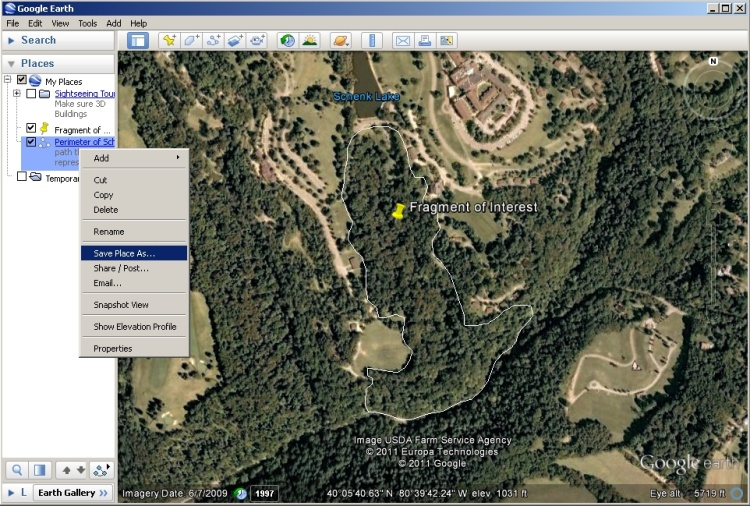 Google Earth
File Edit View Tools Add Help
Search
Places
My Places
Sightseeing Tou
Make sure 3D
Buildings
Fragment of ...
Perimeter of Sch
path t
repres
Tempora
Add
Cut
Copy
Delete
Rename
Save Place As...
Share / Post...
Email...
Snapshot View
Show Elevation Profile
Properties
L Earth Gallery >>
N
Schenk Lake
Fragment of Interest
Image USDA Farm Service Agency
© 2011 Europa Technologies
© 2011 Google
Google earth
Imagery Date: 6/7/2009 1997 40°05'40.63" N 80°39'42.24" W elev 1031 ft Eye alt 5719 ft